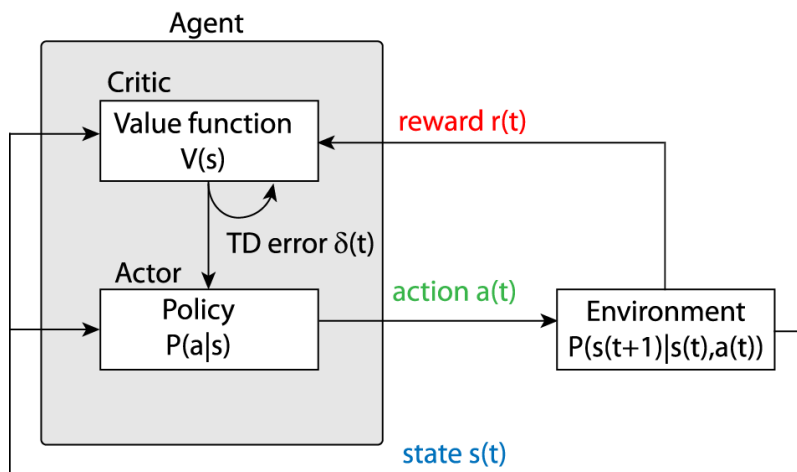 Agent
Critic
Value function
V(s)
reward r(t)
TD error δ(t)
Actor
Policy
P(a|s)
action a(t)
Environment
P(s(t+1)|s(t),a(t))
state s(t)